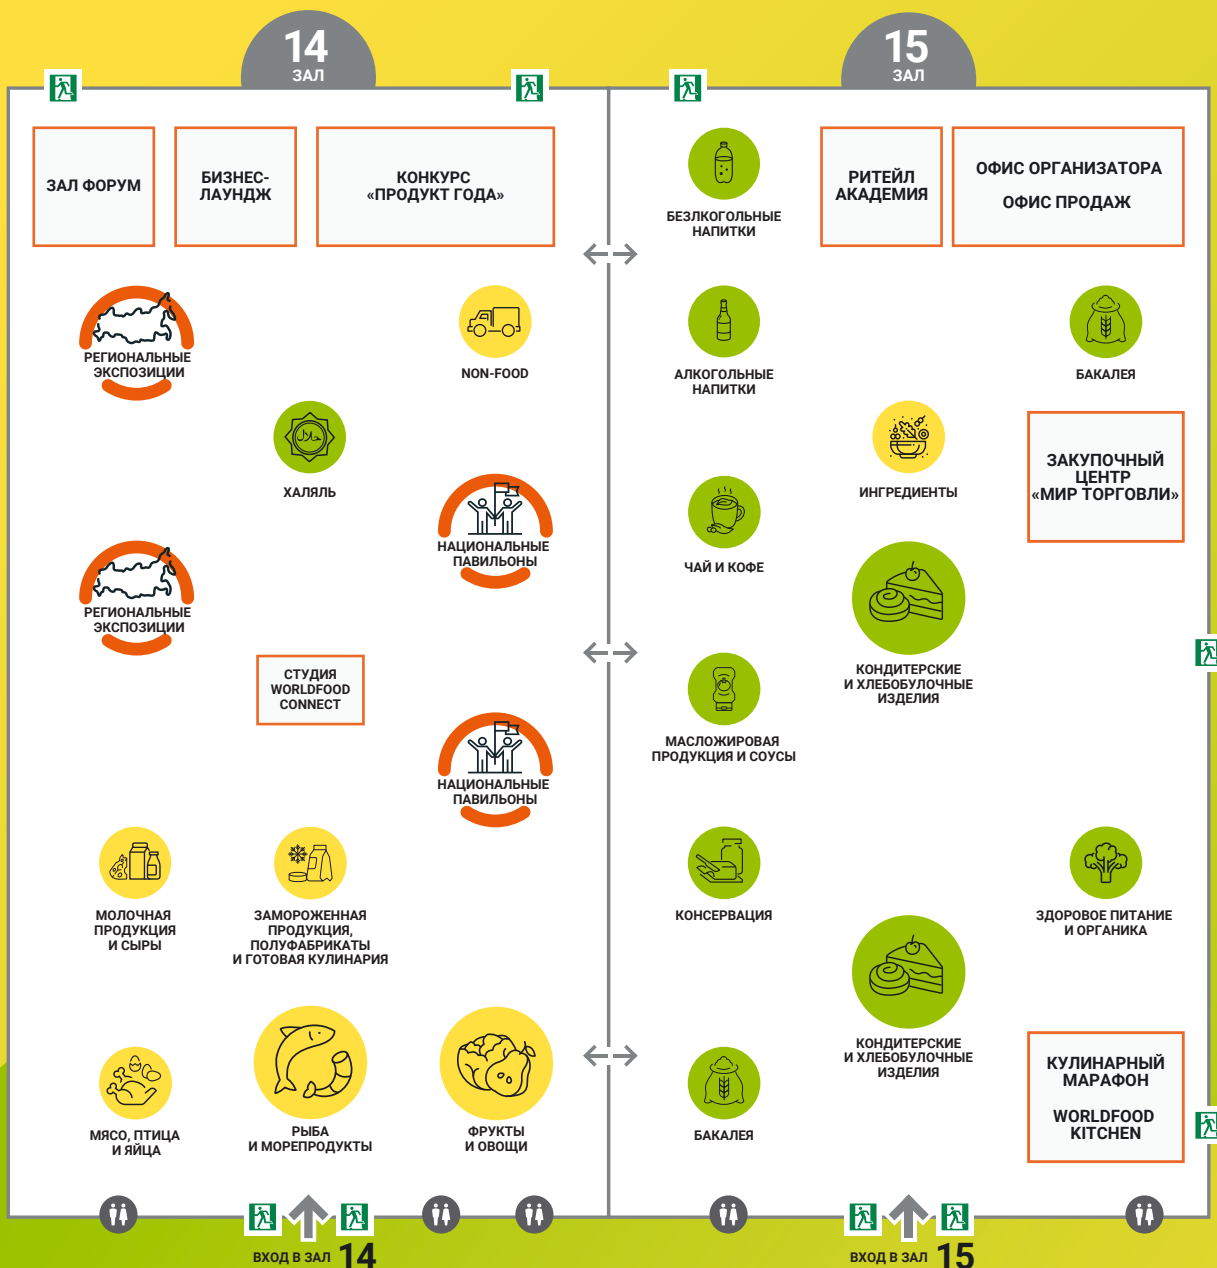 14
ЗАЛ
15
ЗАЛ
ЗАЛ ФОРУМ
БИЗНЕС-
ЛАУНДЖ
КОНКУРС
«ПРОДУКТ ГОДА»
БЕЗЛКОГОЛЬНЫЕ
НАПИТКИ
РИТЕЙЛ
АКАДЕМИЯ
ОФИС ОРГАНИЗАТОРА
ОФИС ПРОДАЖ
РЕГИОНАЛЬНЫЕ
ЭКСПОЗИЦИИ
NON-FOOD
АЛКОГОЛЬНЫЕ
НАПИТКИ
БАКАЛЕЯ
حلال
ХАЛЯЛЬ
ИНГРЕДИЕНТЫ
ЗАКУПОЧНЫЙ
ЦЕНТР
«МИР ТОРГОВЛИ»
НАЦИОНАЛЬНЫЕ
ПАВИЛЬОНЫ
ЧАЙ И КОФЕ
РЕГИОНАЛЬНЫЕ
ЭКСПОЗИЦИИ
КОНДИТЕРСКИЕ
И ХЛЕБОБУЛОЧНЫЕ
ИЗДЕЛИЯ
СТУДИЯ
WORLDFOOD
CONNECT
МАСЛОЖИРОВАЯ
ПРОДУКЦИЯ И СОУСЫ
НАЦИОНАЛЬНЫЕ
ПАВИЛЬОНЫ
МОЛОЧНАЯ
ПРОДУКЦИЯ
И СЫРЫ
ЗАМОРОЖЕННАЯ
ПРОДУКЦИЯ,
ПОЛУФАБРИКАТЫ
И ГОТОВАЯ КУЛИНАРИЯ
КОНСЕРВАЦИЯ
ЗДОРОВОЕ ПИТАНИЕ
И ОРГАНИКА
КОНДИТЕРСКИЕ
И ХЛЕБОБУЛОЧНЫЕ
ИЗДЕЛИЯ
КУЛИНАРНЫЙ
МАРАФОН
WORLDFOOD
KITCHEN
МЯСО, ПТИЦА
И ЯЙЦА
РЫБА
И МОРЕПРОДУКТЫ
ФРУКТЫ
И ОВОЩИ
БАКАЛЕЯ
ВХОД В ЗАЛ 14
ВХОД В ЗАЛ 15